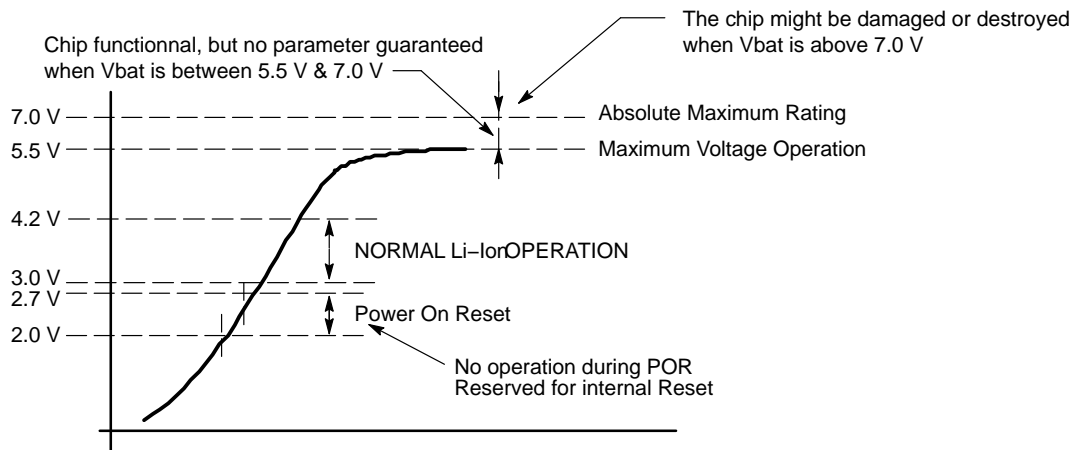 The chip might be damaged or destroyed
when Vbat is above 7.0 V
Chip functionnal, but no parameter guaranteed
when Vbat is between 5.5 V & 7.0 V
7.0 V
Absolute Maximum Rating
5.5 V
Maximum Voltage Operation
4.2 V
NORMAL Li−IonOPERATION
3.0 V
2.7 V
Power On Reset
2.0 V
No operation during POR
Reserved for internal Reset